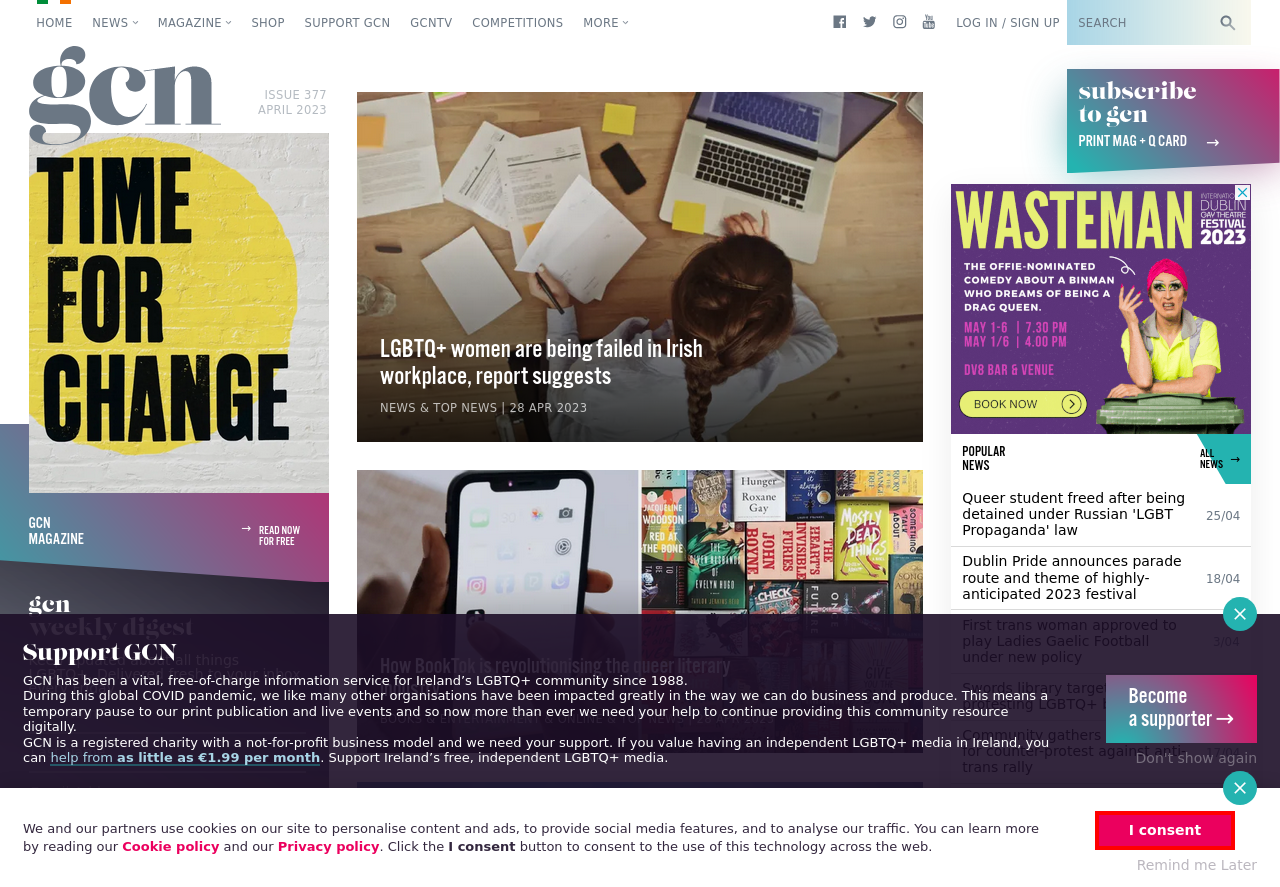 HOME NEWS MAGAZINE SHOP SUPPORT GCN GCNTV COMPETITIONS MORE LOG IN / SIGN UP SEARCH
gcn
ISSUE 377
APRIL 2023
TIME
FOR
CHANGE
GCN
MAGAZINE
READ NOW
FOR FREE
gcn
weekly digest
LGBTQ+ women are being failed in Irish
workplace, report suggests
NEWS & TOP NEWS | 28 APR 2023
JACQUELINE
WOODSON
RED AT
THE BONE
Hunger
Roxane
Gay
MOSTLY
DEAD
THINGS
EVELYN HUGO
How BookTok is revolutionising the queer literary
subscribe
to gcn
PRINT MAG + Q CARD
WASTEMAN
INTERNATIONAL
DUBLIN
GAY THEATRE
FESTIVAL
2023
THE OFFIE-NOMINATED
COMEDY ABOUT A BINMAN
WHO DREAMS OF BEING A
DRAG QUEEN.
MAY 1-6 | 7.30 PM
MAY 1/6 | 4.00 PM
DV8 BAR & VENUE
BOOK NOW
POPULAR
NEWS
ALL
NEWS
Queer student freed after being
detained under Russian 'LGBT
Propaganda' law
25/04
Dublin Pride announces parade
route and theme of highly-
anticipated 2023 festival
18/04
First trans woman approved to
play Ladies Gaelic Football
under new policy
3/04
Support GCN
GCN has been a vital, free-of-charge information service for Ireland’s LGBTQ+ community since 1988.
During this global COVID pandemic, we like many other organisations have been impacted greatly in the way we can do business and produce. This means a
temporary pause to our print publication and live events and so now more than ever we need your help to continue providing this community resource
digitally.
GCN is a registered charity with a not-for-profit business model and we need your support. If you value having an independent LGBTQ+ media in Ireland, you
can help from as little as €1.99 per month. Support Ireland’s free, independent LGBTQ+ media.
Become
a supporter
Don't show again
We and our partners use cookies on our site to personalise content and ads, to provide social media features, and to analyse our traffic. You can learn more
by reading our Cookie policy and our Privacy policy. Click the I consent button to consent to the use of this technology across the web.
I consent
Remind me Later